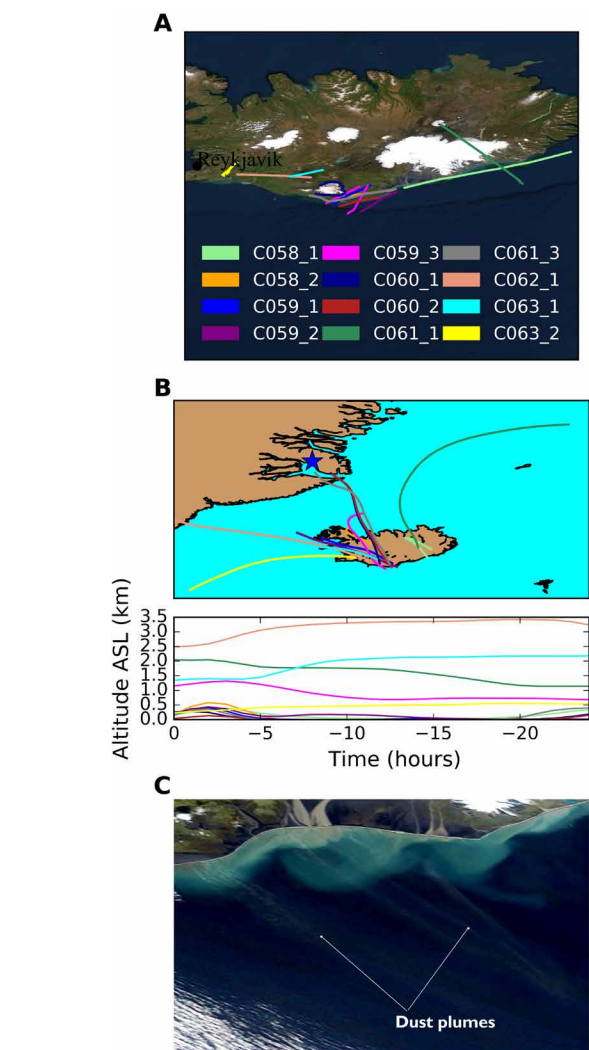 A
Reykjavik
C058_1 C059_3 C061_3
C058_2 C060_1 C062_1
C059_1 C060_2 C063_1
C059_2 C061_1 C063_2
B
Altitude ASL (km)
3.5
3.0
2.5
2.0
1.5
1.0
0.5
0.0
0 −5 −10 −15 −20
Time (hours)
C
Dust plumes